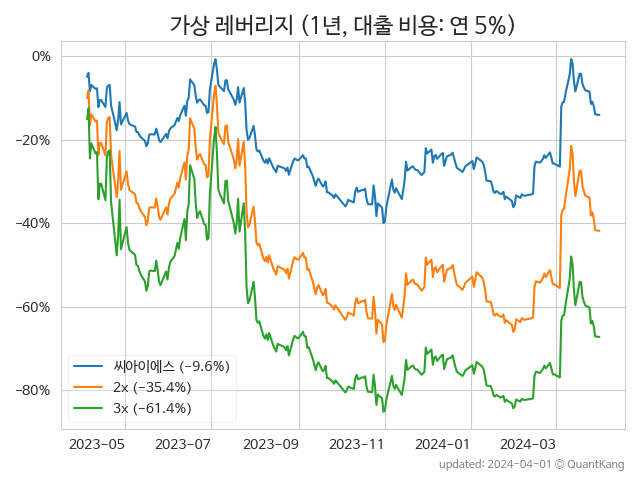 가상 레버리지 (1년, 대출 비용: 연 5%)
0%
−20%
−40%
−60%
−80%
씨아이에스 (−9.6%)
2x (−35.4%)
3x (−61.4%)
2023−05 2023−07 2023−09 2023−11 2024−01 2024−03
updated: 2024−04−01 © QuantKang